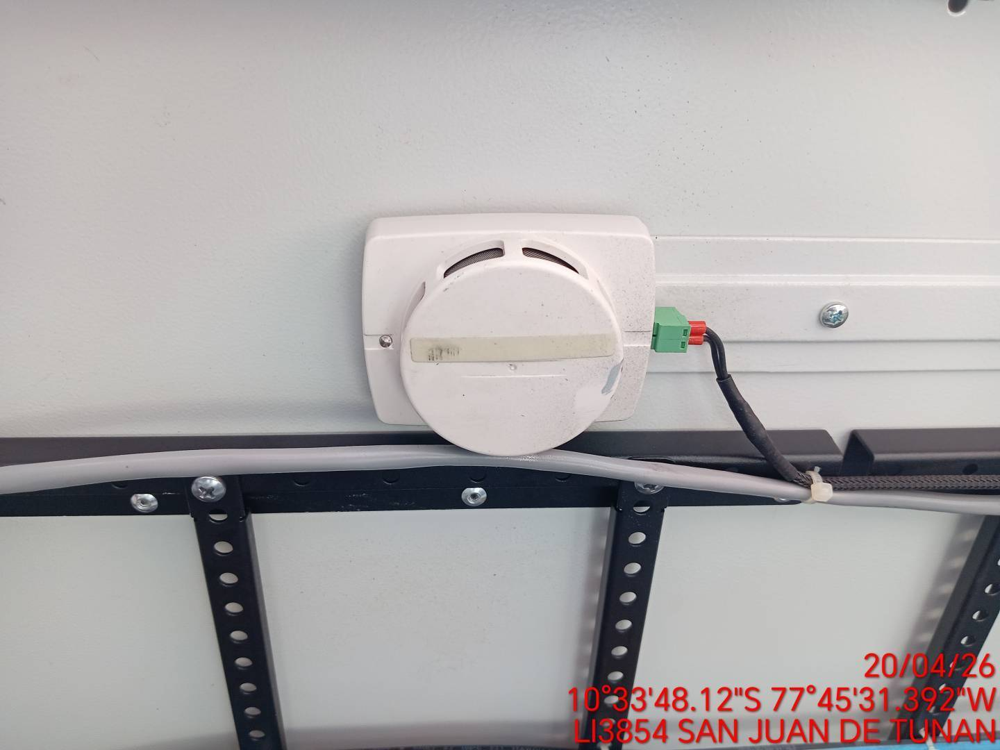 20/04/26
10°33'48.12"S 77°45'31.392"W
LI3854 SAN JUAN DE TUNAN